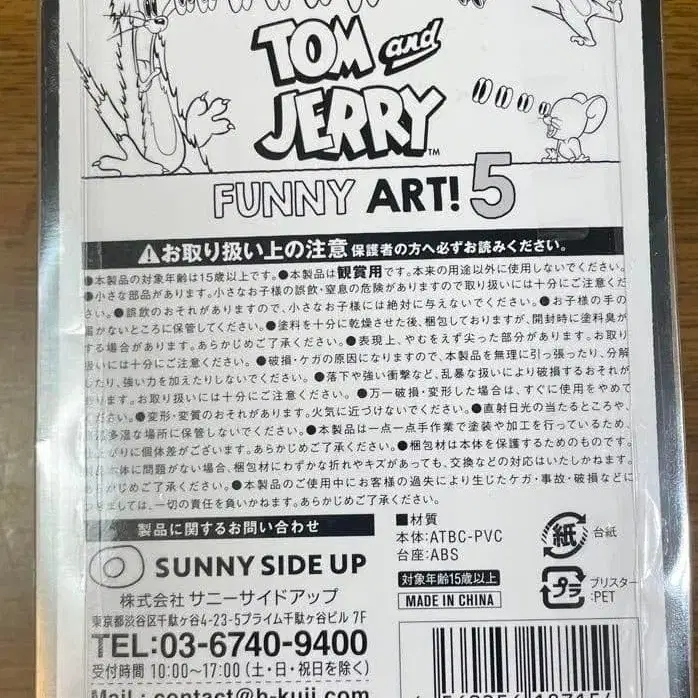 TOM and
JERRY™
FUNNY ART! 5
⚠お取り扱い上の注意 保護者の方へ必ずお読みください。
●本製品の対象年齢は15歳以上です。●本製品は観賞用です。本来の用途以外に使用しないでください。
●小さな部品があります。小さなお子様の誤飲・窒息の危険がありますので取り扱いには十分にご注意くださ
い。●誤飲のおそれがありますので、小さなお子様には絶対に与えないでください。●お子様の手の
届かないところに保管してください。●塗料を十分に乾燥させた後、梱包しておりますが、開封時に塗料臭が
する場合があります。あらかじめご了承ください。●表現上、やむをえず尖った部分があります。お取り
扱いには十分にご注意ください。●破損・ケガの原因になりますので、本製品を無理に引っ張ったり、分解
したり、強い力を加えたりしないでください。●落下や強い衝撃など、乱暴な扱いにより破損するおそれが
あります。お取り扱いには十分にご注意ください。●万一破損・変形した場合は、すぐに使用をやめて
ください。●変形・変質のおそれがあります。火気に近づけないでください。●直射日光の当たるところや、
高温多湿な場所に保管しないでください。●本製品は一点一点手作業で塗装や加工を行っているため、
仕上がりに個体差がございます。あらかじめご了承ください。●梱包材は本体を保護するためのものです。
製品本体に問題がない場合、梱包材にわずかな折れやキズがあっても、交換などの対応はいたしかねます。
あらかじめご了承ください。●本製品のご使用中にお客様の過失により生じたケガ・事故・破損などに
つきましては、一切の責任を負いかねます。あらかじめご了承ください。
製品に関するお問い合わせ
SUNNY SIDE UP
株式会社 サニーサイドアップ
東京都渋谷区千駄ヶ谷4-23-5プライム千駄ヶ谷ビル 7F
TEL:03-6740-9400
受付時間 10:00〜17:00 (土・日・祝日を除く)
Mail : contact@h-kuji
■材質
本体:ATBC-PVC
台座:ABS
対象年齢15歳以上
MADE IN CHINA
紙 台紙
プラ ブリスター
:PET